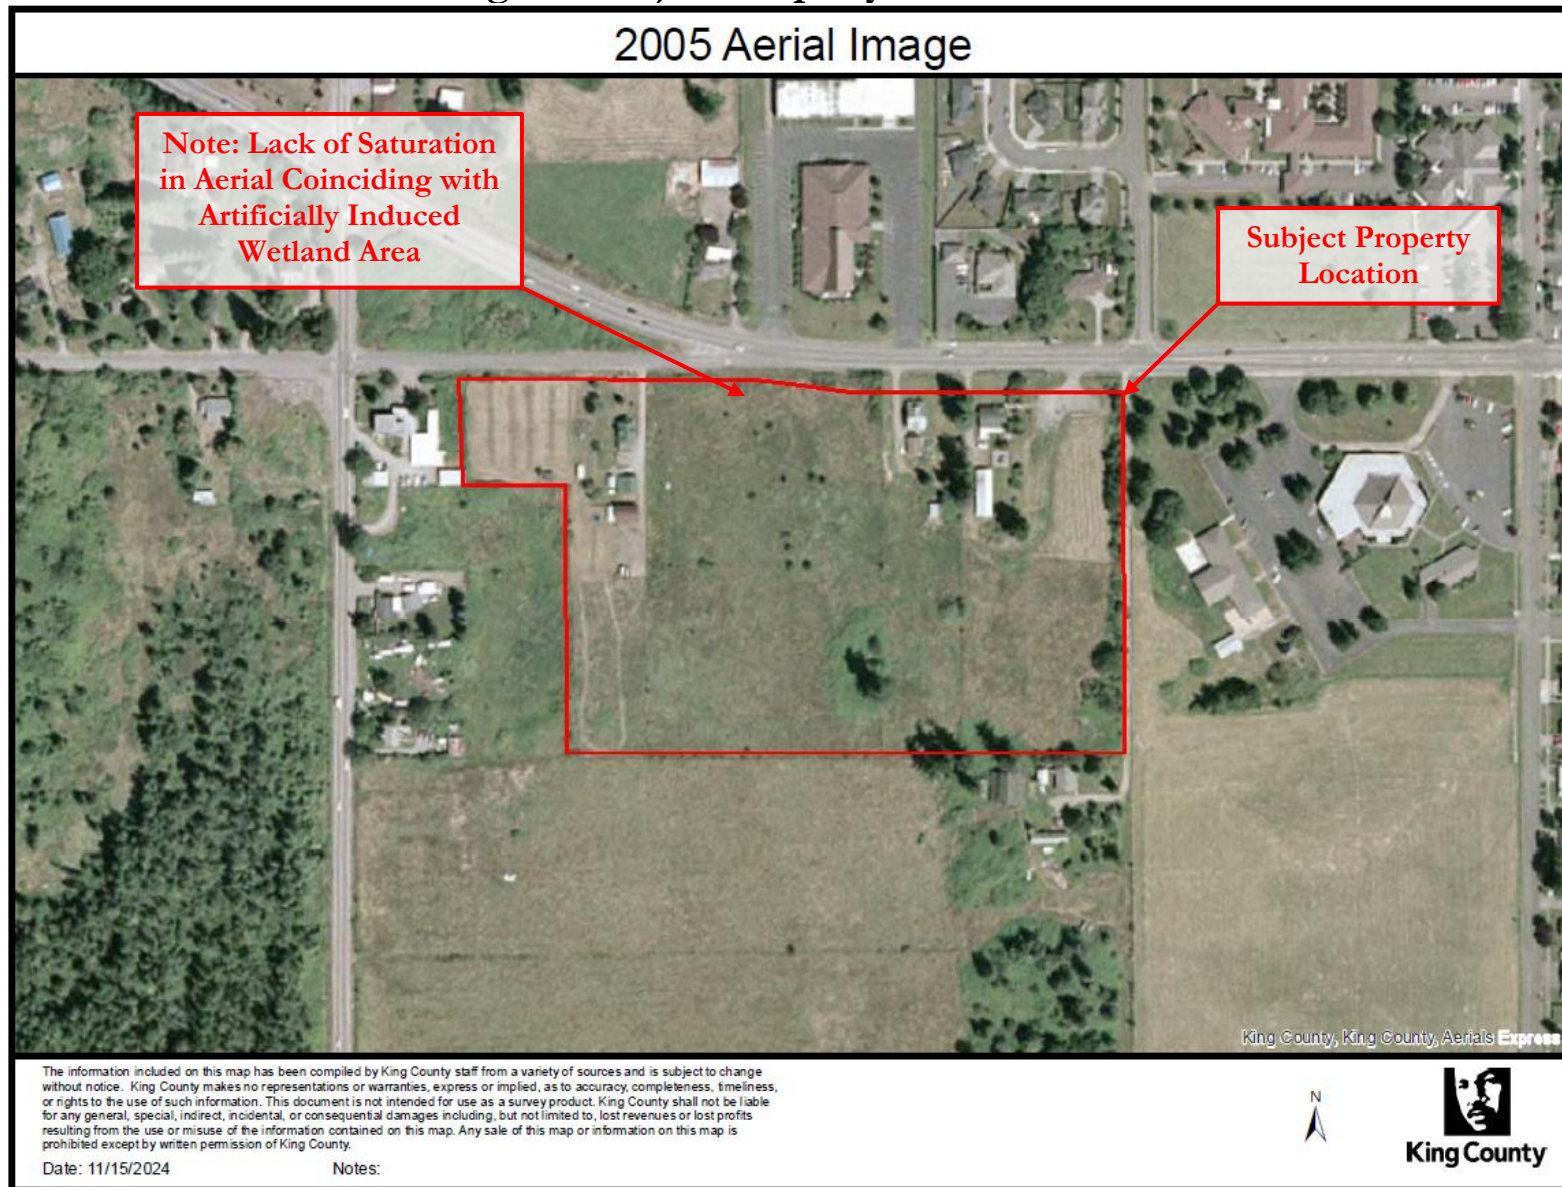 2005 Aerial Image
Note: Lack of Saturation
in Aerial Coinciding with
Artificially Induced
Wetland Area
Subject Property
Location
King County, King County, Aerials Express
The information included on this map has been compiled by King County staff from a variety of sources and is subject to change
without notice. King County makes no representations or warranties, express or implied, as to accuracy, completeness, timeliness,
or rights to the use of such information. This document is not intended for use as a survey product. King County shall not be liable
for any general, special, indirect, incidental, or consequential damages including, but not limited to, lost revenues or lost profits
resulting from the use or misuse of the information contained on this map. Any sale of this map or information on this map is
prohibited except by written permission of King County.
Date: 11/15/2024 Notes:
N
King County